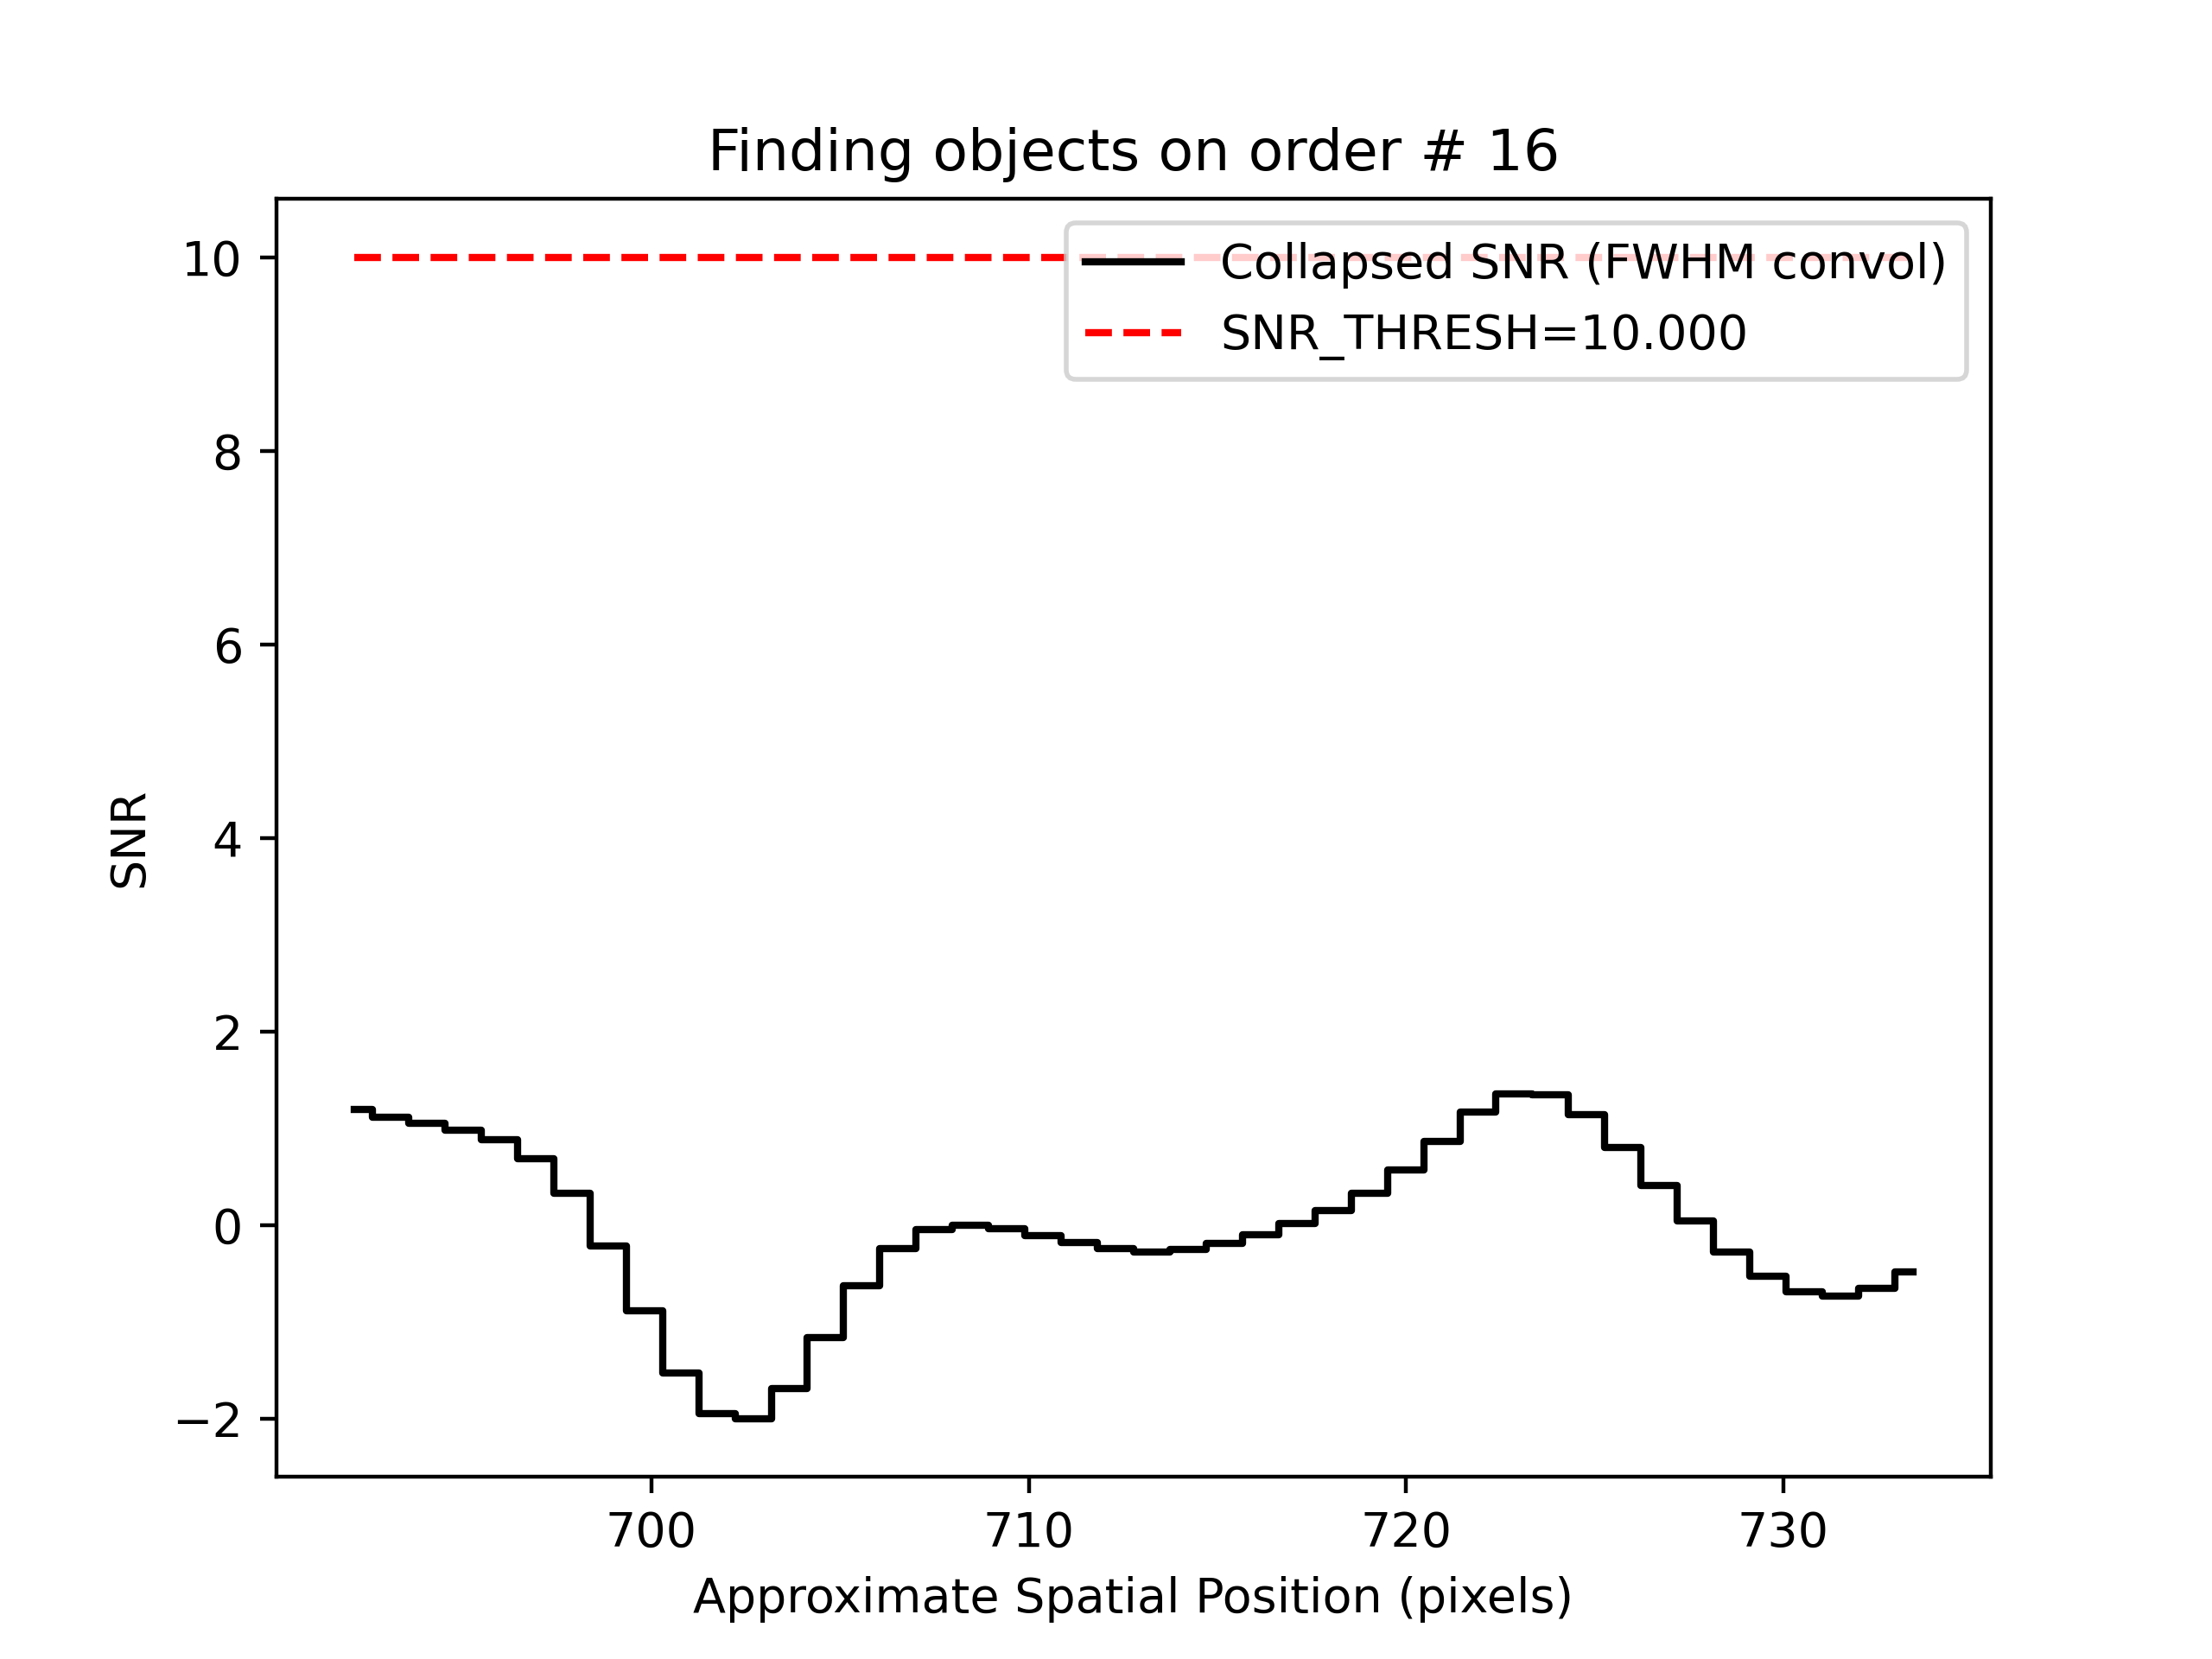 Finding objects on order # 16
Collapsed SNR (FWHM convol)
SNR_THRESH=10.000
10
8
6
4
2
0
−2
SNR
700 710 720 730
Approximate Spatial Position (pixels)